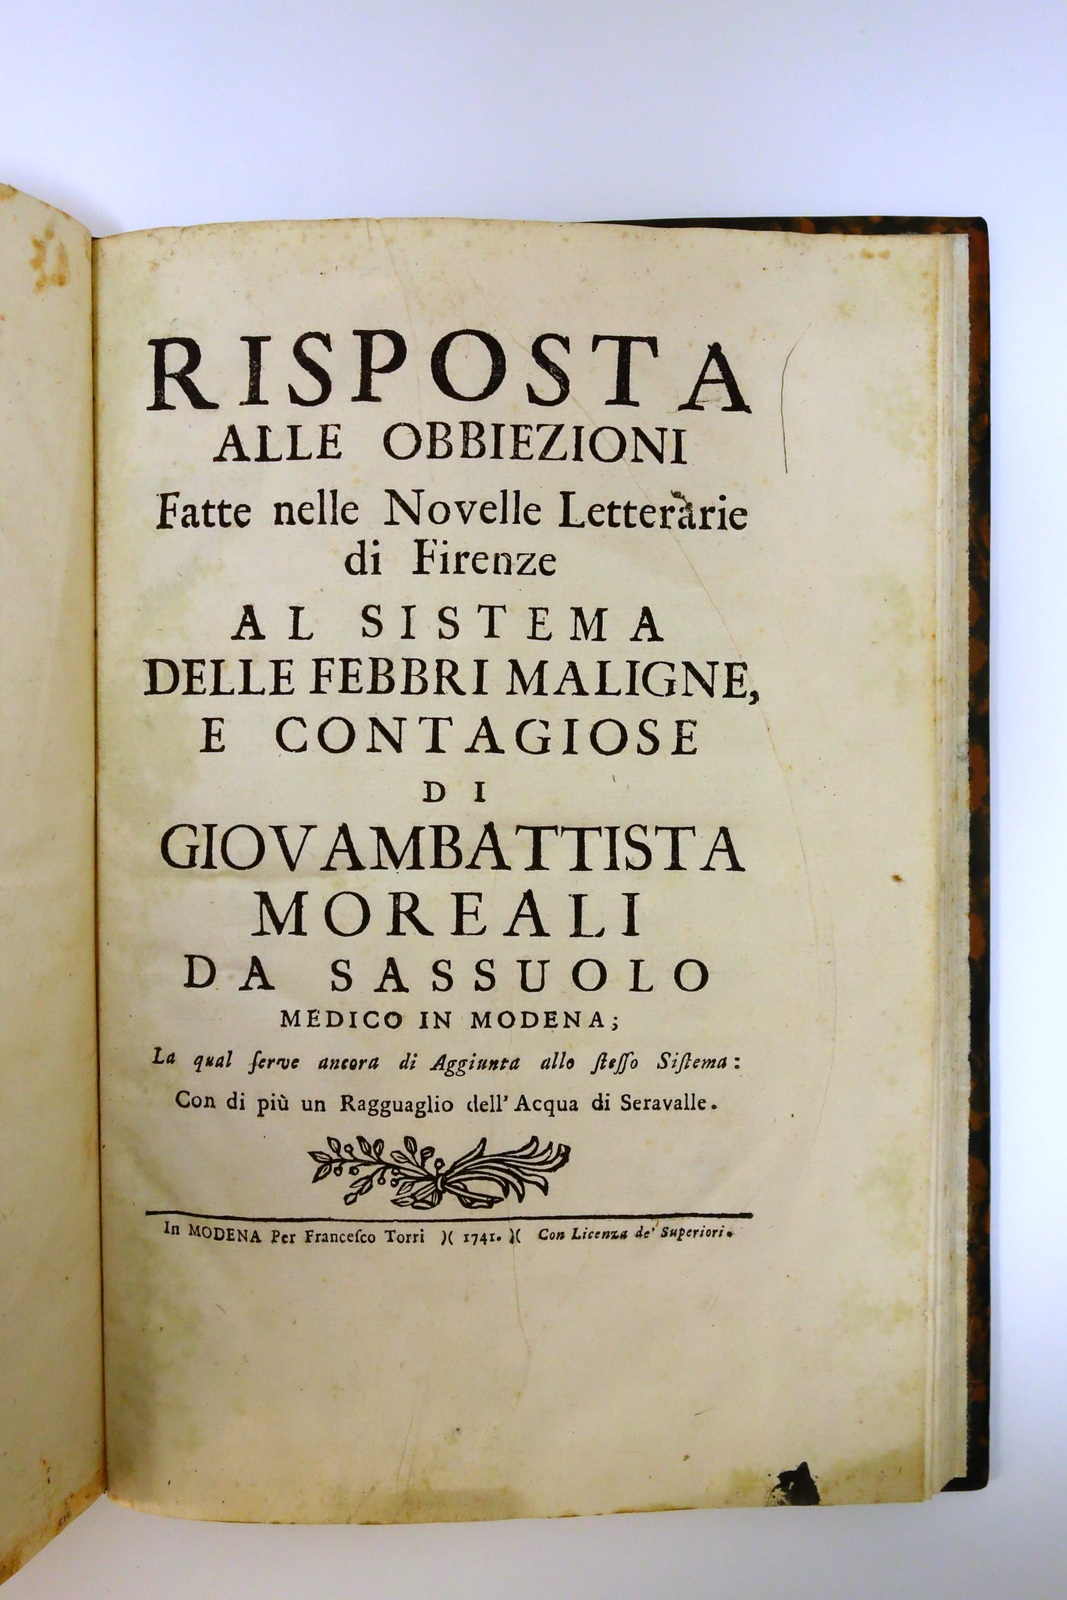 RISPOSTA
ALLE OBBIEZIONI
Fatte nelle Novelle Letterarie
di Firenze
AL SISTEMA
DELLE FEBBRI MALIGNE,
E CONTAGIOSE
DI
GIOVAMBATTISTA
MOREALI
DA SASSUOLO
MEDICO IN MODENA;
La qual ſerve ancora di Aggiunta allo ſteſſo Siſtema:
Con di più un Ragguaglio dell' Acqua di Seravalle.
In MODENA Per Franceſco Torri )( 1741. )( Con Licenza de' Superiori.